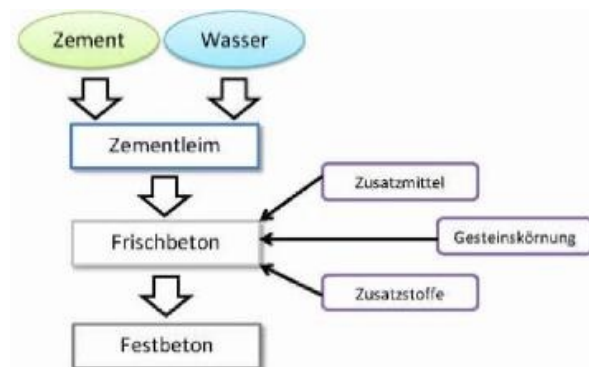 Zement
Wasser
Zementleim
Zusatzmittel
Frischbeton
Gesteinskörnung
Zusatzstoffe
Festbeton